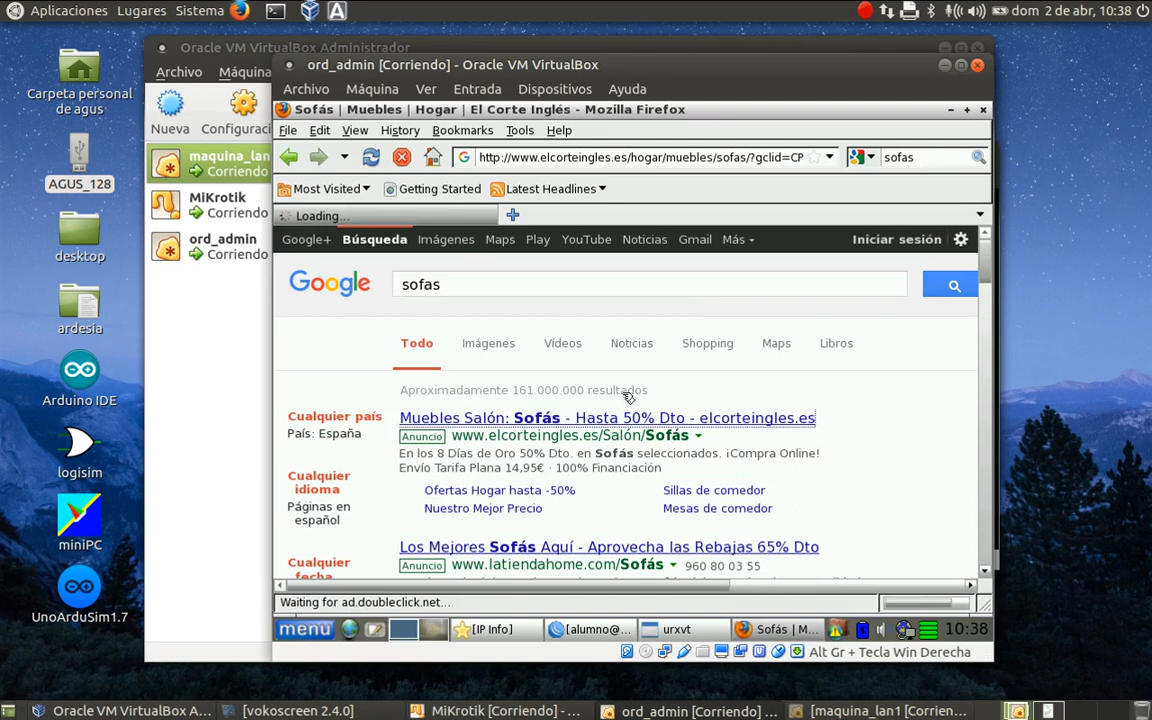 Aplicaciones Lugares Sistema A dom 2 de abr, 10:38
Carpeta personal
de agus
AGUS_128
desktop
ardesia
Arduino IDE
logisim
miniPC
UnoArduSim1.7
Oracle VM VirtualBox Administrador
Archivo Máquina
Nueva Configuraci
maquina_lan
Corriendo
MiKrotik
Corriendo
ord_admin
Corriendo
ord_admin [Corriendo] - Oracle VM VirtualBox
Archivo Máquina Ver Entrada Dispositivos Ayuda
Sofás | Muebles | Hogar | El Corte Inglés - Mozilla Firefox
File Edit View History Bookmarks Tools Help
http://www.elcorteingles.es/hogar/muebles/sofas/?gclid=CP sofas
Most Visited Getting Started Latest Headlines
Loading...
Google+ Búsqueda Imágenes Maps Play YouTube Noticias Gmail Más Iniciar sesión
Google sofas
Todo Imágenes Vídeos Noticias Shopping Maps Libros
Aproximadamente 161.000.000 resultados
Cualquier país
País: España
Cualquier
idioma
Páginas en
español
Cualquier
fecha
Muebles Salón: Sofás - Hasta 50% Dto - elcorteingles.es
Anuncio www.elcorteingles.es/Salón/Sofás
En los 8 Días de Oro 50% Dto. en Sofás seleccionados. ¡Compra Online!
Envío Tarifa Plana 14,95€ · 100% Financiación
Ofertas Hogar hasta -50% Sillas de comedor
Nuestro Mejor Precio Mesas de comedor
Los Mejores Sofás Aquí - Aprovecha las Rebajas 65% Dto
Anuncio www.latiendahome.com/Sofás 960 80 03 55
Waiting for ad.doubleclick.net...
menu [IP Info] [alumno@... urxvt Sofás | M... 10:38
Alt Gr + Tecla Win Derecha
Oracle VM VirtualBox A... [vokoscreen 2.4.0] MiKrotik [Corriendo] - ... ord_admin [Corriendo] ... [maquina_lan1 [Corrien...